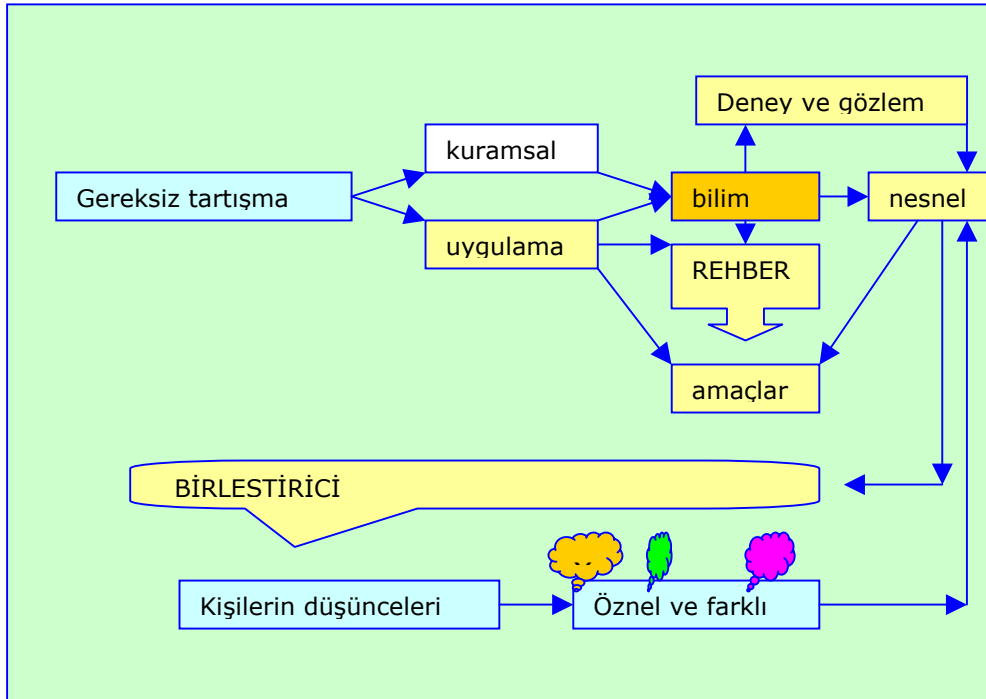 Deney ve gözlem
kuramsal
Gereksiz tartışma
bilim
nesnel
uygulama
REHBER
amaçlar
BİRLESTİRİCİ
Kişilerin düşünceleri
Öznel ve farklı